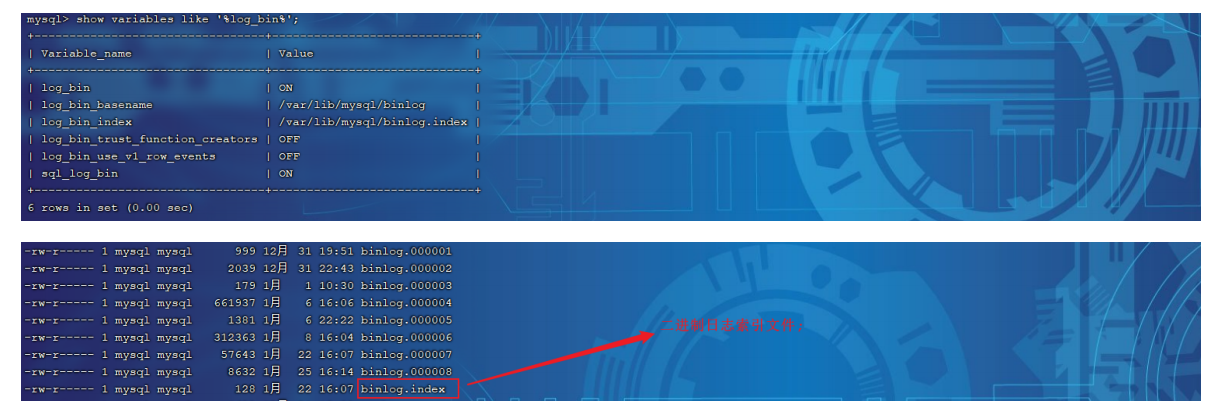 mysql> show variables like '%log_bin%';
+--------------------------------+-----------------------------+
| Variable_name | Value |
+--------------------------------+-----------------------------+
| log_bin | ON |
| log_bin_basename | /var/lib/mysql/binlog |
| log_bin_index | /var/lib/mysql/binlog.index |
| log_bin_trust_function_creators | OFF |
| log_bin_use_v1_row_events | OFF |
| sql_log_bin | ON |
+--------------------------------+-----------------------------+
6 rows in set (0.00 sec)
-rw-r----- 1 mysql mysql 999 12月 31 19:51 binlog.000001
-rw-r----- 1 mysql mysql 2039 12月 31 22:43 binlog.000002
-rw-r----- 1 mysql mysql 179 1月 1 10:30 binlog.000003
-rw-r----- 1 mysql mysql 661937 1月 6 16:06 binlog.000004
-rw-r----- 1 mysql mysql 1381 1月 6 22:22 binlog.000005
-rw-r----- 1 mysql mysql 312363 1月 8 16:04 binlog.000006
-rw-r----- 1 mysql mysql 57643 1月 22 16:07 binlog.000007
-rw-r----- 1 mysql mysql 8632 1月 25 16:14 binlog.000008
-rw-r----- 1 mysql mysql 128 1月 22 16:07 binlog.index
进制日志索引文件;